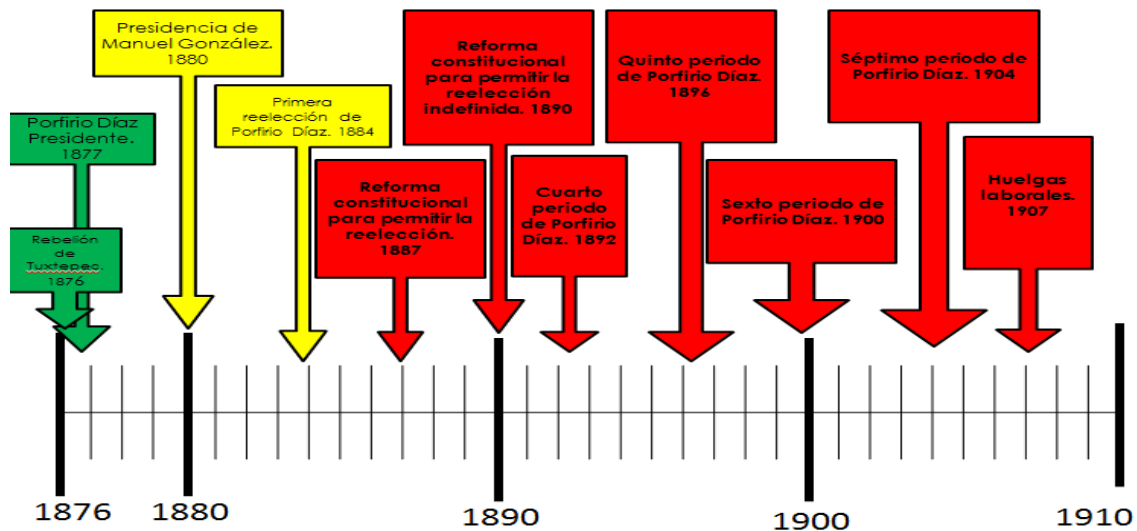 Presidencia de
Manuel González.
1880
Reforma
constitucional
para permitir la
reelección
indefinida. 1890
Quinto periodo
de Porfirio Díaz.
1896
Séptimo periodo de
Porfirio Díaz. 1904
Primera
reelección de
Porfirio Díaz. 1884
Porfirio Díaz
Presidente.
1877
Reforma
constitucional
para permitir la
reelección.
1887
Cuarto
periodo
de Porfirio
Díaz. 1892
Sexto periodo de
Porfirio Díaz. 1900
Huelgas
laborales.
1907
Rebelión
de
Tuxtepec.
1876
1876 1880 1890 1900 1910